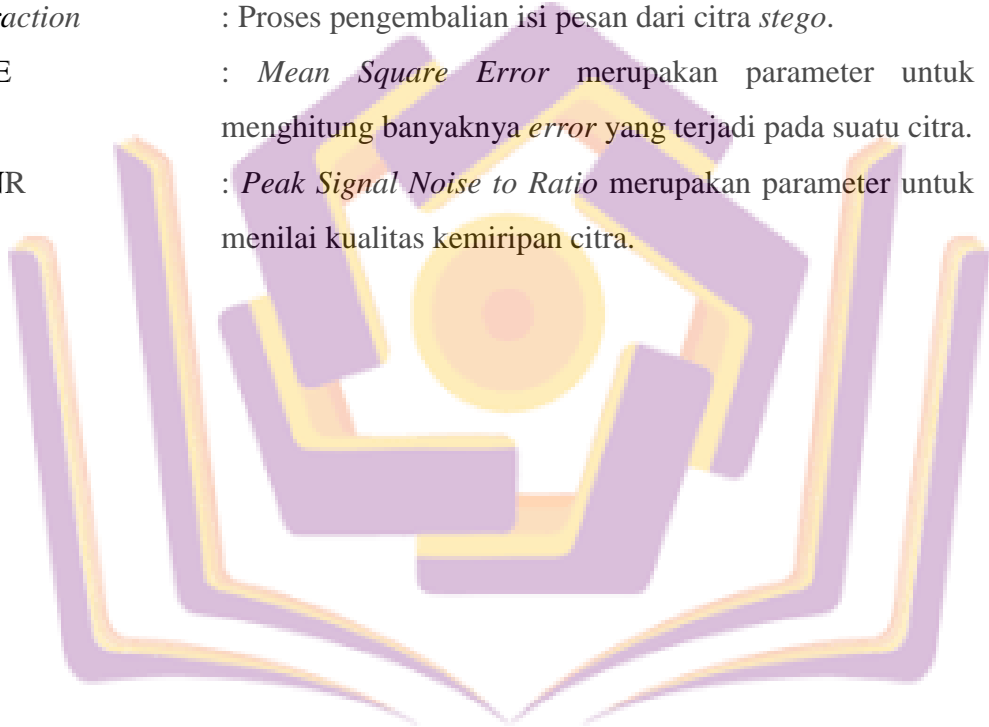 raction : Proses pengembalian isi pesan dari citra stego.
E : Mean Square Error merupakan parameter untuk
menghitung banyaknya error yang terjadi pada suatu citra.
NR : Peak Signal Noise to Ratio merupakan parameter untuk
menilai kualitas kemiripan citra.